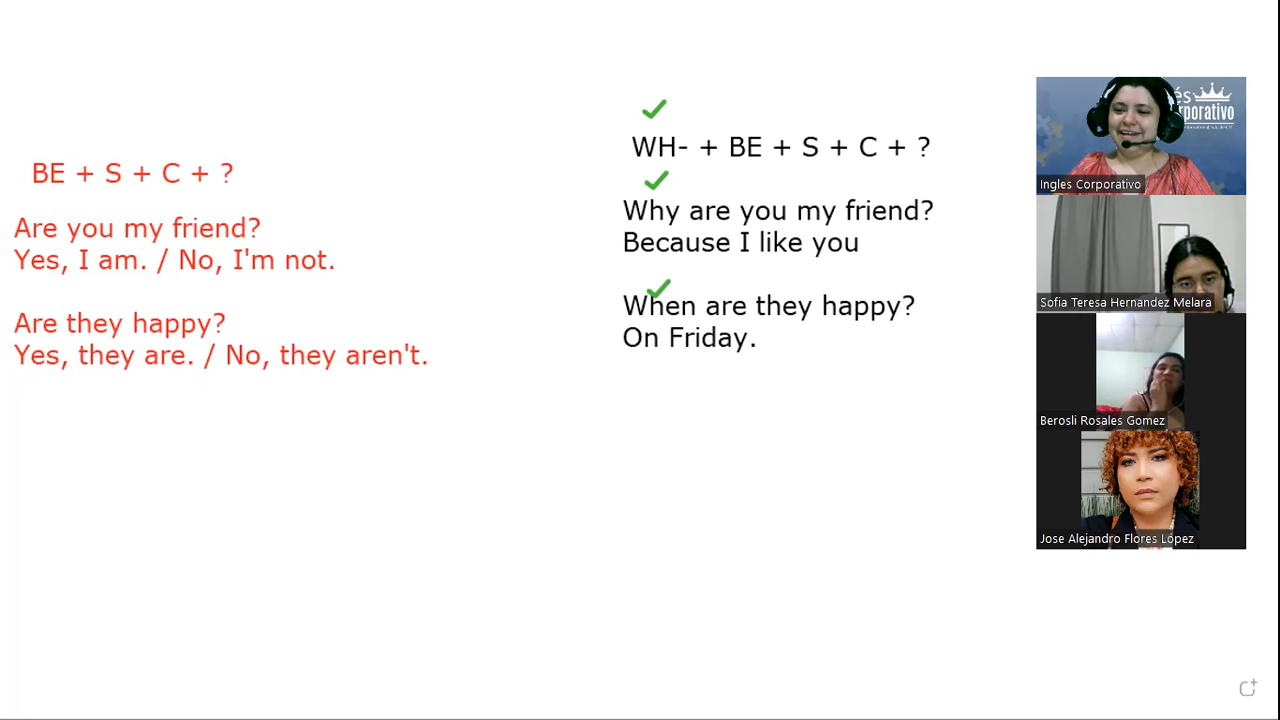 BE + S + C + ?
Are you my friend?
Yes, I am. / No, I'm not.
Are they happy?
Yes, they are. / No, they aren't.
WH- + BE + S + C + ?
Why are you my friend?
Because I like you
When are they happy?
On Friday.
Ingles Corporativo
Sofia Teresa Hernandez Melara
Berosli Rosales Gomez
Jose Alejandro Flores López